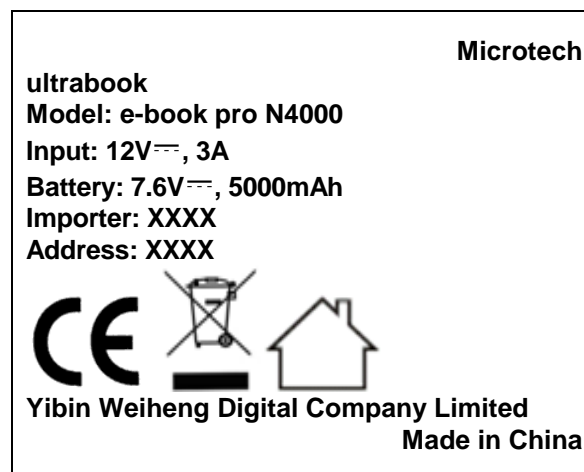 Microtech
ultrabook
Model: e-book pro N4000
Input: 12V⎓, 3A
Battery: 7.6V⎓, 5000mAh
Importer: XXXX
Address: XXXX
CE
Yibin Weiheng Digital Company Limited
Made in China